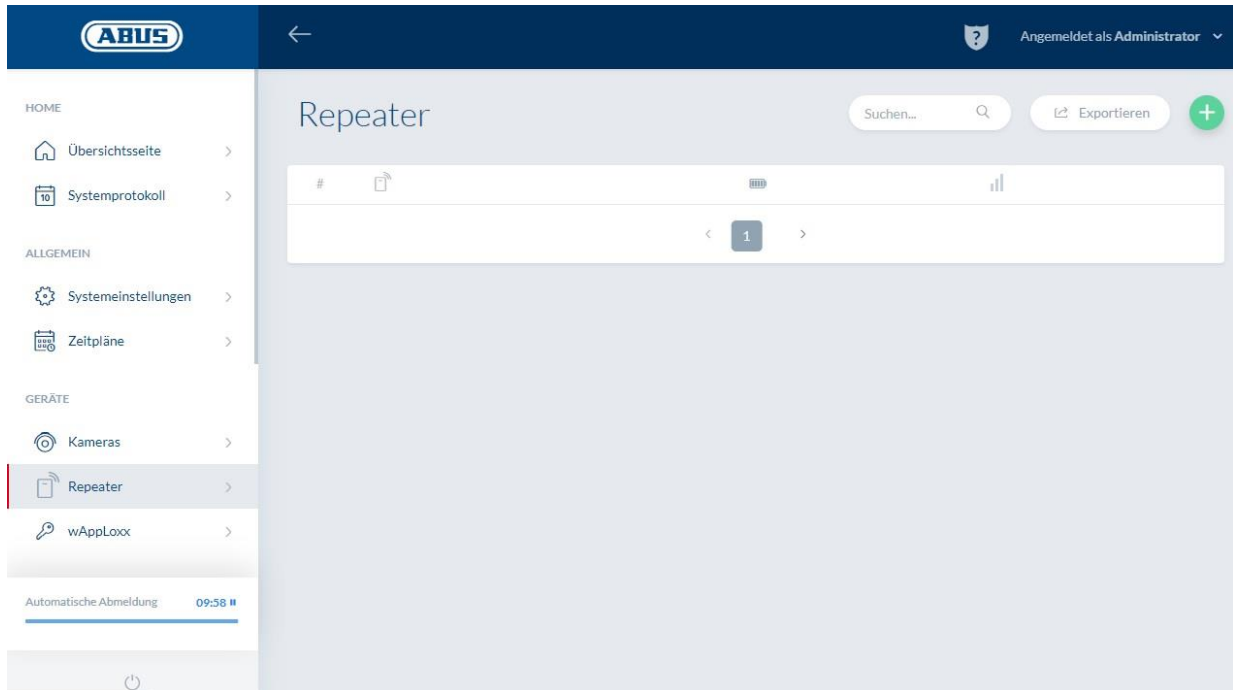 ABUS
Angemeldet als Administrator
HOME
Übersichtsseite
10
Systemprotokoll
ALLGEMEIN
Systemeinstellungen
Zeitpläne
GERÄTE
Kameras
Repeater
wAppLoxx
Automatische Abmeldung 09:58
Repeater
Suchen...
Exportieren
#
1